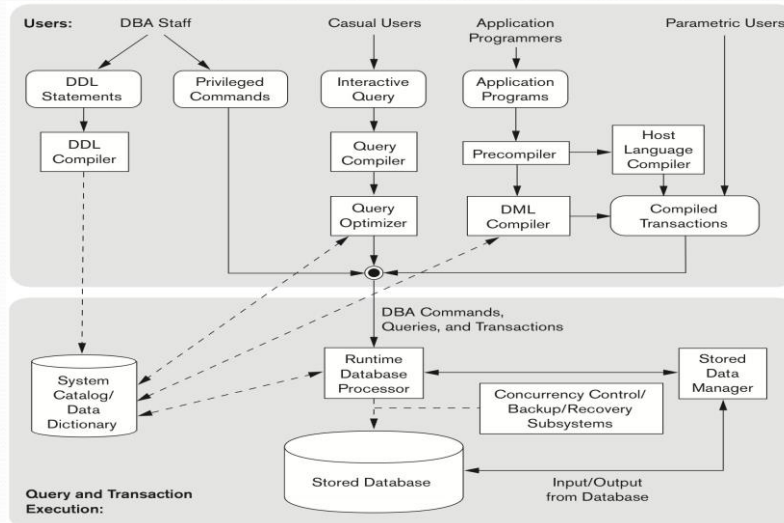 Users:
DBA Staff
Casual Users
Application
Programmers
Parametric Users
DDL
Statements
Privileged
Commands
Interactive
Query
Application
Programs
DDL
Compiler
Query
Compiler
Precompiler
Host
Language
Compiler
Query
Optimizer
DML
Compiler
Compiled
Transactions
DBA Commands,
Queries, and Transactions
System
Catalog/
Data
Dictionary
Runtime
Database
Processor
Stored
Data
Manager
Concurrency Control/
Backup/Recovery
Subsystems
Stored Database
Input/Output
from Database
Query and Transaction
Execution: